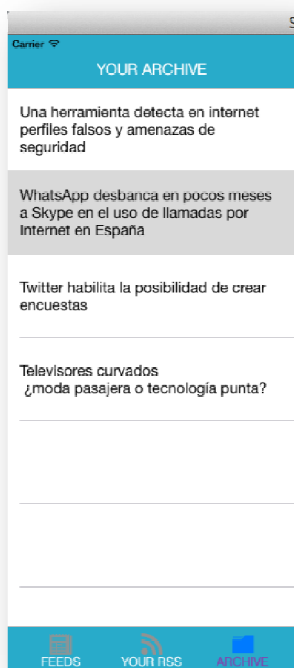 Carrier
YOUR ARCHIVE
Una herramienta detecta en internet
perfiles falsos y amenazas de
seguridad
WhatsApp desbanca en pocos meses
a Skype en el uso de llamadas por
Internet en España
Twitter habilita la posibilidad de crear
encuestas
Televisores curvados
¿moda pasajera o tecnología punta?
FEEDS YOUR RSS ARCHIVE